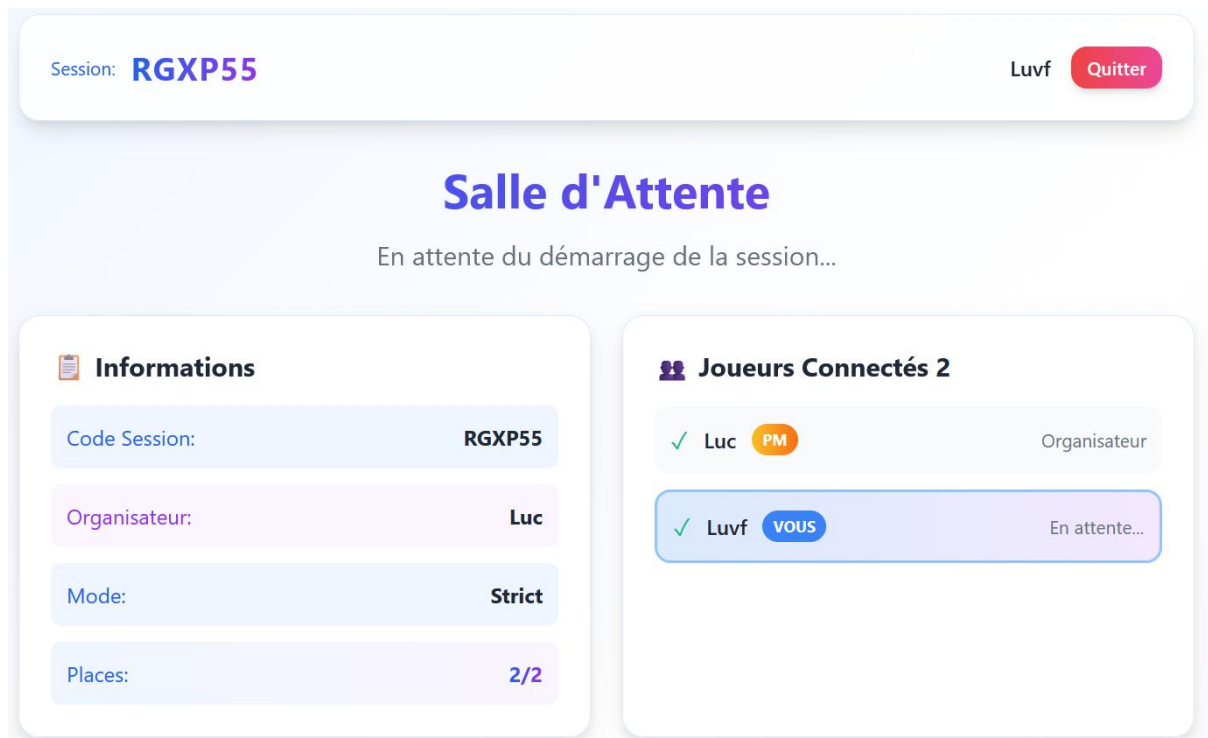 Session: RGXP55
Luvf Quitter
Salle d'Attente
En attente du démarrage de la session...
Informations
Code Session: RGXP55
Organisateur: Luc
Mode: Strict
Places: 2/2
Joueurs Connectés 2
✓ Luc PM Organisateur
✓ Luvf VOUS En attente...